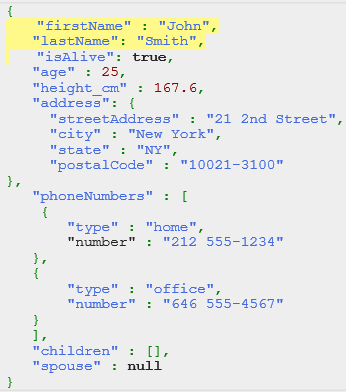 {
"firstName" : "John",
"lastName": "Smith",
"isAlive": true,
"age" : 25,
"height_cm" : 167.6,
"address": {
"streetAddress" : "21 2nd Street",
"city" : "New York",
"state" : "NY",
"postalCode" : "10021-3100"
},
"phoneNumbers" : [
{
"type" : "home",
"number" : "212 555-1234"
},
{
"type" : "office",
"number" : "646 555-4567"
}
],
"children" : [],
"spouse" : null
}